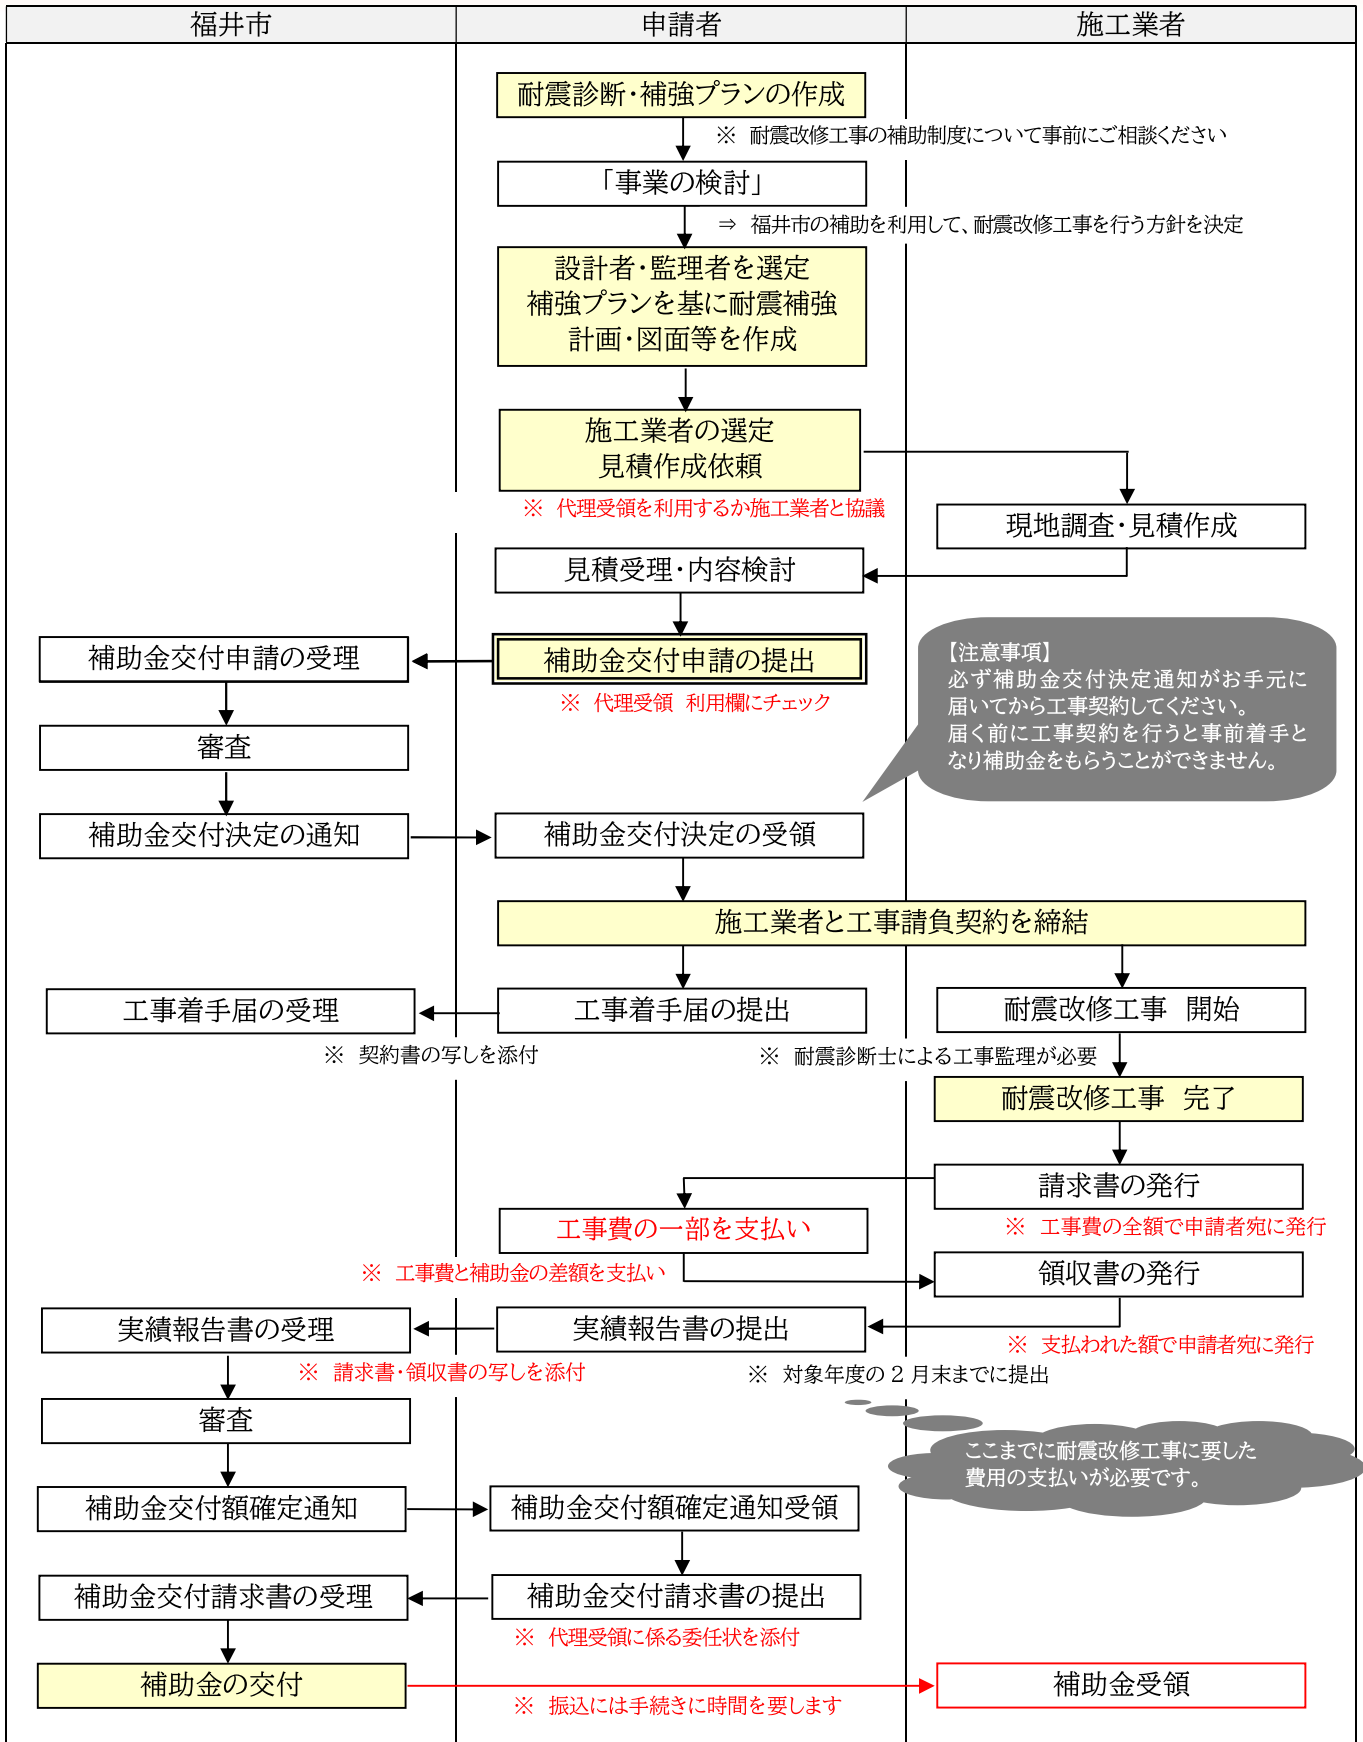 福井市
申請者
施工業者
耐震診断・補強プランの作成
※　耐震改修工事の補助制度について事前にご相談ください
「事業の検討」
⇒　福井市の補助を利用して、耐震改修工事を行う方針を決定
設計者・監理者を選定
補強プランを基に耐震補強
計画・図面等を作成
施工業者の選定
見積作成依頼
※　代理受領を利用するか施工業者と協議
現地調査・見積作成
見積受理・内容検討
補助金交付申請の受理
補助金交付申請の提出
※　代理受領　利用欄にチェック
【注意事項】
必ず補助金交付決定通知がお手元に
届いてから工事契約してください。
届く前に工事契約を行うと事前着手と
なり補助金をもらうことができません。
審査
補助金交付決定の通知
補助金交付決定の受領
施工業者と工事請負契約を締結
工事着手届の受理
工事着手届の提出
耐震改修工事　開始
※　契約書の写しを添付
※　耐震診断士による工事監理が必要
耐震改修工事　完了
請求書の発行
工事費の一部を支払い
※　工事費の全額で申請者宛に発行
※　工事費と補助金の差額を支払い
領収書の発行
実績報告書の受理
実績報告書の提出
※　支払われた額で申請者宛に発行
※　請求書・領収書の写しを添付
※　対象年度の２月末までに提出
審査
ここまでに耐震改修工事に要した
費用の支払いが必要です。
補助金交付額確定通知
補助金交付額確定通知受領
補助金交付請求書の受理
補助金交付請求書の提出
※　代理受領に係る委任状を添付
補助金の交付
補助金受領
※　振込には手続きに時間を要します